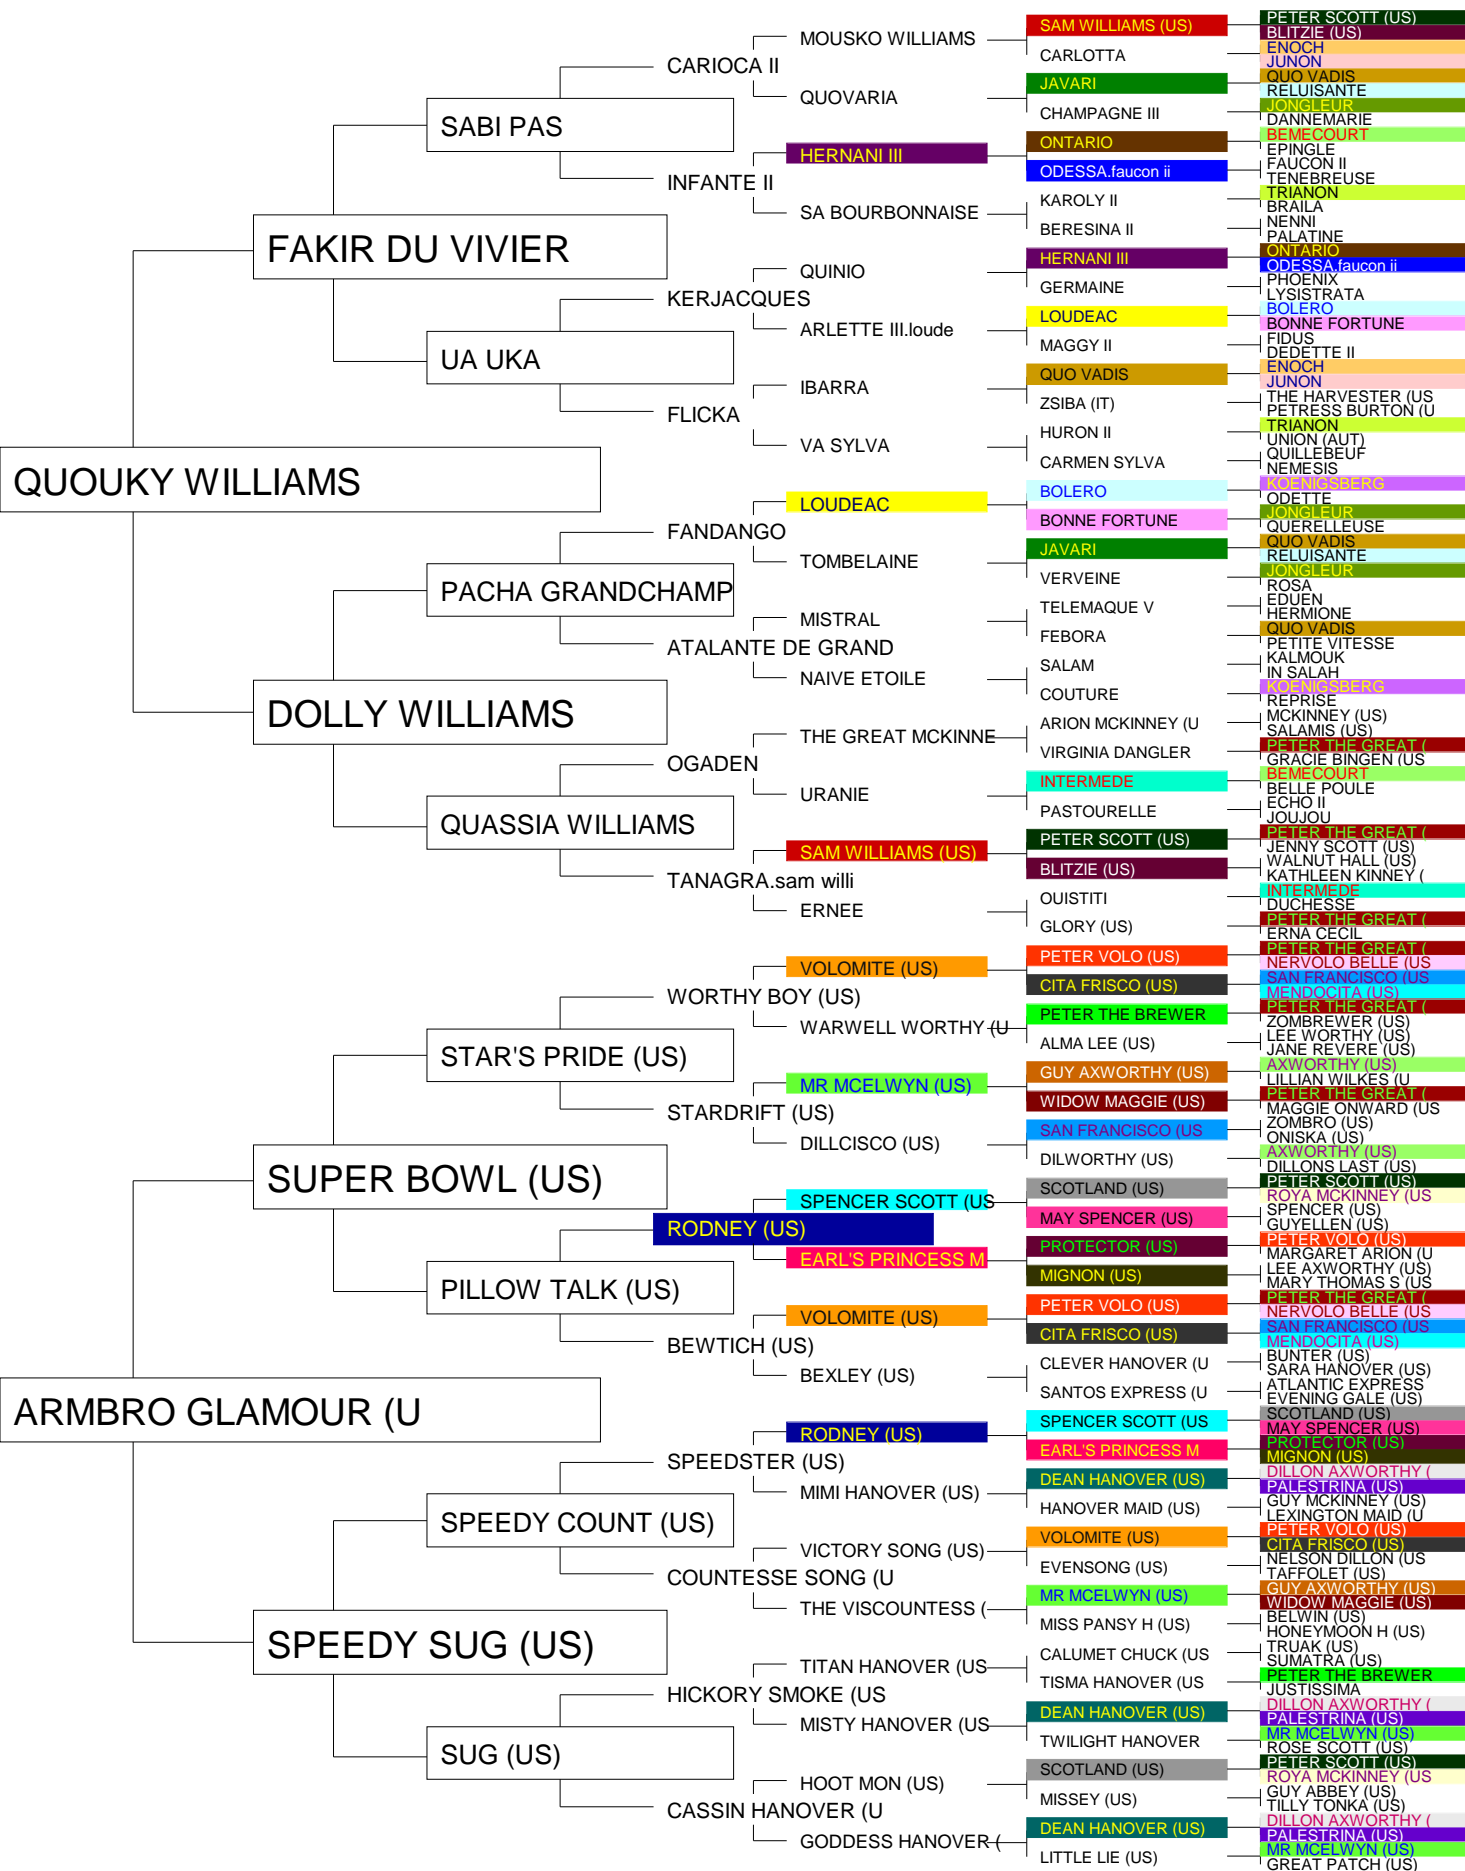 QUOUKY WILLIAMS
ARMBRO GLAMOUR (U
FAKIR DU VIVIER
DOLLY WILLIAMS
SUPER BOWL (US)
SPEEDY SUG (US)
SABI PAS
UA UKA
PACHA GRANDCHAMP
QUASSIA WILLIAMS
STAR'S PRIDE (US)
PILLOW TALK (US)
SPEEDY COUNT (US)
SUG (US)
CARIOCA II
INFANTE II
KERJACQUES
FLICKA
FANDANGO
ATALANTE DE GRAND
OGADEN
TANAGRA.sam willi
WORTHY BOY (US)
STARDRIFT (US)
RODNEY (US)
BEWTICH (US)
SPEEDSTER (US)
COUNTESSE SONG (U
HICKORY SMOKE (US
CASSIN HANOVER (U
MOUSKO WILLIAMS
QUOVARIA
HERNANI III
SA BOURBONNAISE
QUINIO
ARLETTE III.loude
IBARRA
VA SYLVA
LOUDEAC
TOMBELAINE
MISTRAL
NAIVE ETOILE
THE GREAT MCKINNE
URANIE
SAM WILLIAMS (US)
ERNEE
VOLOMITE (US)
WARWELL WORTHY (U
MR MCELWYN (US)
DILLCISCO (US)
SPENCER SCOTT (US
EARL'S PRINCESS M
VOLOMITE (US)
BEXLEY (US)
RODNEY (US)
MIMI HANOVER (US)
VICTORY SONG (US)
THE VISCOUNTESS (
TITAN HANOVER (US
MISTY HANOVER (US
HOOT MON (US)
GODDESS HANOVER (
SAM WILLIAMS (US)
CARLOTTA
JAVARI
CHAMPAGNE III
ONTARIO
ODESSA.faucon ii
KAROLY II
BERESINA II
HERNANI III
GERMAINE
LOUDEAC
MAGGY II
QUO VADIS
ZSIBA (IT)
HURON II
CARMEN SYLVA
BOLERO
BONNE FORTUNE
JAVARI
VERVEINE
TELEMAQUE V
FEBORA
SALAM
COUTURE
ARION MCKINNEY (U
VIRGINIA DANGLER
INTERMEDE
PASTOURELLE
PETER SCOTT (US)
BLITZIE (US)
OUISTITI
GLORY (US)
PETER VOLO (US)
CITA FRISCO (US)
PETER THE BREWER
ALMA LEE (US)
GUY AXWORTHY (US)
WIDOW MAGGIE (US)
SAN FRANCISCO (US
DILWORTHY (US)
SCOTLAND (US)
MAY SPENCER (US)
PROTECTOR (US)
MIGNON (US)
PETER VOLO (US)
CITA FRISCO (US)
CLEVER HANOVER (U
SANTOS EXPRESS (U
SPENCER SCOTT (US
EARL'S PRINCESS M
DEAN HANOVER (US)
HANOVER MAID (US)
VOLOMITE (US)
EVENSONG (US)
MR MCELWYN (US)
MISS PANSY H (US)
CALUMET CHUCK (US
TISMA HANOVER (US
DEAN HANOVER (US)
TWILIGHT HANOVER
SCOTLAND (US)
MISSEY (US)
DEAN HANOVER (US)
LITTLE LIE (US)
PETER SCOTT (US)
BLITZIE (US)
ENOCH
JUNON
QUO VADIS
RELUISANTE
JONGLEUR
DANNEMARIE
BEMECOURT
EPINGLE
FAUCON II
TENEBREUSE
TRIANON
BRAILA
NENNI
PALATINE
ONTARIO
ODESSA.faucon ii
PHOENIX
LYSISTRATA
BOLERO
BONNE FORTUNE
FIDUS
DEDETTE II
ENOCH
JUNON
THE HARVESTER (US
PETRESS BURTON (U
TRIANON
UNION (AUT)
QUILLEBEUF
NEMESIS
KOENIGSBERG
ODETTE
JONGLEUR
QUERELLEUSE
QUO VADIS
RELUISANTE
JONGLEUR
ROSA
EDUEN
HERMIONE
QUO VADIS
PETITE VITESSE
KALMOUK
IN SALAH
KOENIGSBERG
REPRISE
MCKINNEY (US)
SALAMIS (US)
PETER THE GREAT (
GRACIE BINGEN (US
BEMECOURT
BELLE POULE
ECHO II
JOUJOU
PETER THE GREAT (
JENNY SCOTT (US)
WALNUT HALL (US)
KATHLEEN KINNEY (
INTERMEDE
DUCHESSE
PETER THE GREAT (
ERNA CECIL
PETER THE GREAT (
NERVOLO BELLE (US
SAN FRANCISCO (US
MENDOCITA (US)
PETER THE GREAT (
ZOMBREWER (US)
LEE WORTHY (US)
JANE REVERE (US)
AXWORTHY (US)
LILLIAN WILKES (U
PETER THE GREAT (
MAGGIE ONWARD (US
ZOMBRO (US)
ONISKA (US)
AXWORTHY (US)
DILLONS LAST (US)
PETER SCOTT (US)
ROYA MCKINNEY (US
SPENCER (US)
GUYELLEN (US)
PETER VOLO (US)
MARGARET ARION (U
LEE AXWORTHY (US)
MARY THOMAS S (US
PETER THE GREAT (
NERVOLO BELLE (US
SAN FRANCISCO (US
MENDOCITA (US)
BUNTER (US)
SARA HANOVER (US)
ATLANTIC EXPRESS
EVENING GALE (US)
SCOTLAND (US)
MAY SPENCER (US)
PROTECTOR (US)
MIGNON (US)
DILLON AXWORTHY (
PALESTRINA (US)
GUY MCKINNEY (US)
LEXINGTON MAID (U
PETER VOLO (US)
CITA FRISCO (US)
NELSON DILLON (US
TAFFOLET (US)
GUY AXWORTHY (US)
WIDOW MAGGIE (US)
BELWIN (US)
HONEYMOON H (US)
TRUAK (US)
SUMATRA (US)
PETER THE BREWER
JUSTISSIMA
DILLON AXWORTHY (
PALESTRINA (US)
MR MCELWYN (US)
ROSE SCOTT (US)
PETER SCOTT (US)
ROYA MCKINNEY (US
GUY ABBEY (US)
TILLY TONKA (US)
DILLON AXWORTHY (
PALESTRINA (US)
MR MCELWYN (US)
GREAT PATCH (US)